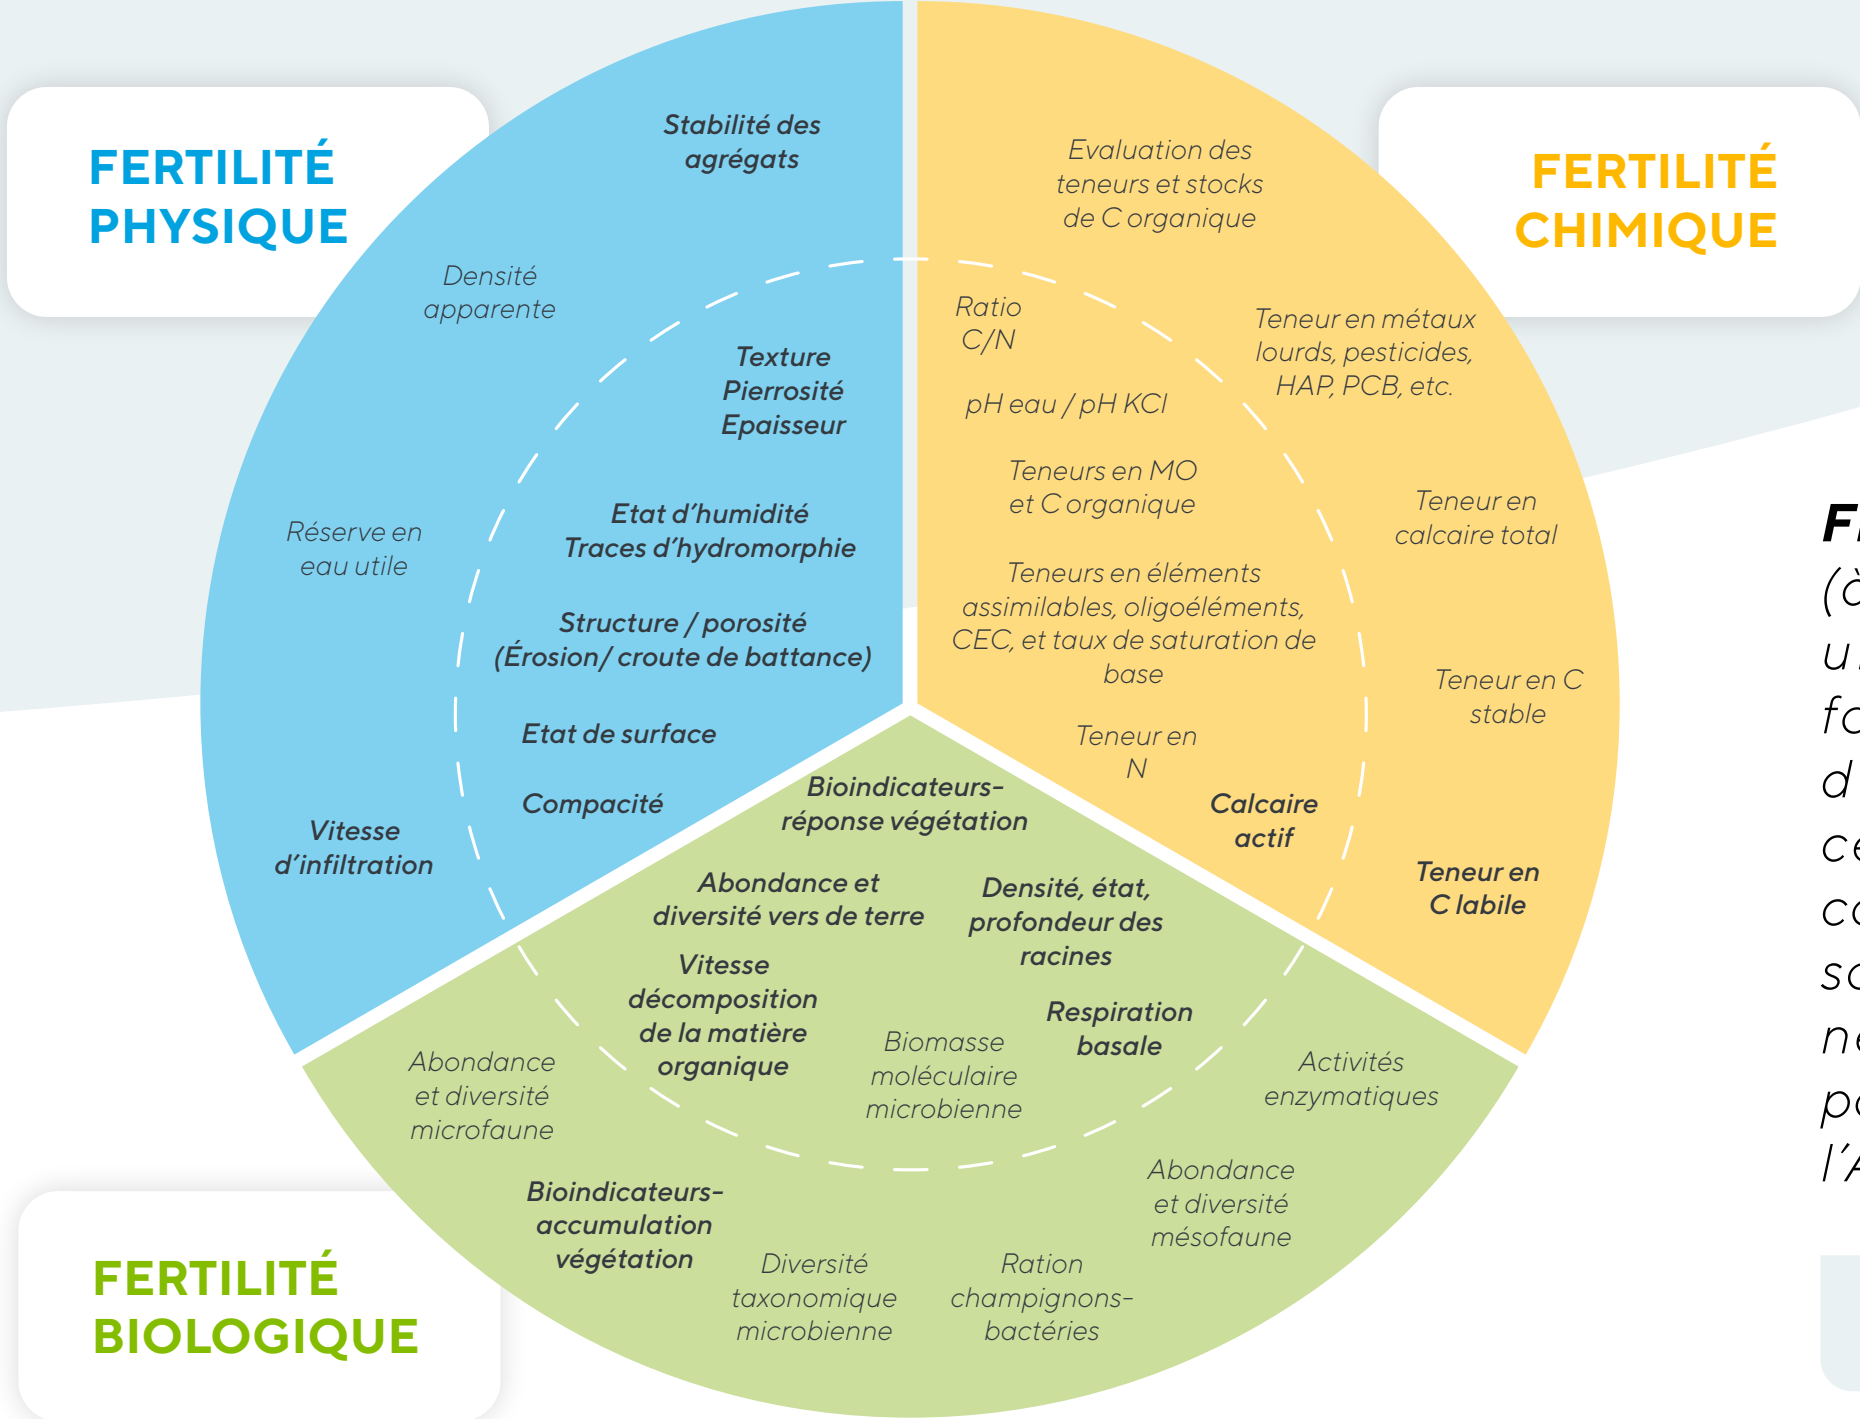 FERTILITÉ
PHYSIQUE
Stabilité des
agrégats
Densité
apparente
Texture
Pierrosité
Epaisseur
Réserve en
eau utile
Etat d'humidité
Traces d'hydromorphie
Structure / porosité
(Érosion/ croute de battance)
Etat de surface
Compacité
Vitesse
d'infiltration
FERTILITÉ
CHIMIQUE
Evaluation des
teneurs et stocks
de C organique
Ratio
C/N
Teneur en métaux
lourds, pesticides,
HAP, PCB, etc.
pH eau / pH KCl
Teneurs en MO
et C organique
Teneur en
calcaire total
Teneurs en éléments
assimilables, oligoéléments,
CEC, et taux de saturation de
base
Teneur en C
stable
Teneur en
N
Calcaire
actif
Teneur en
C labile
Bioindicateurs-
réponse végétation
Abondance et
diversité vers de terre
Densité, état,
profondeur des
racines
Vitesse
décomposition
de la matière
organique
Respiration
basale
Biomasse
moléculaire
microbienne
Abondance
et diversité
microfaune
Activités
enzymatiques
Bioindicateurs-
accumulation
végétation
Abondance
et diversité
mésofaune
Diversité
taxonomique
microbienne
Ration
champignons-
bactéries
FERTILITÉ
BIOLOGIQUE